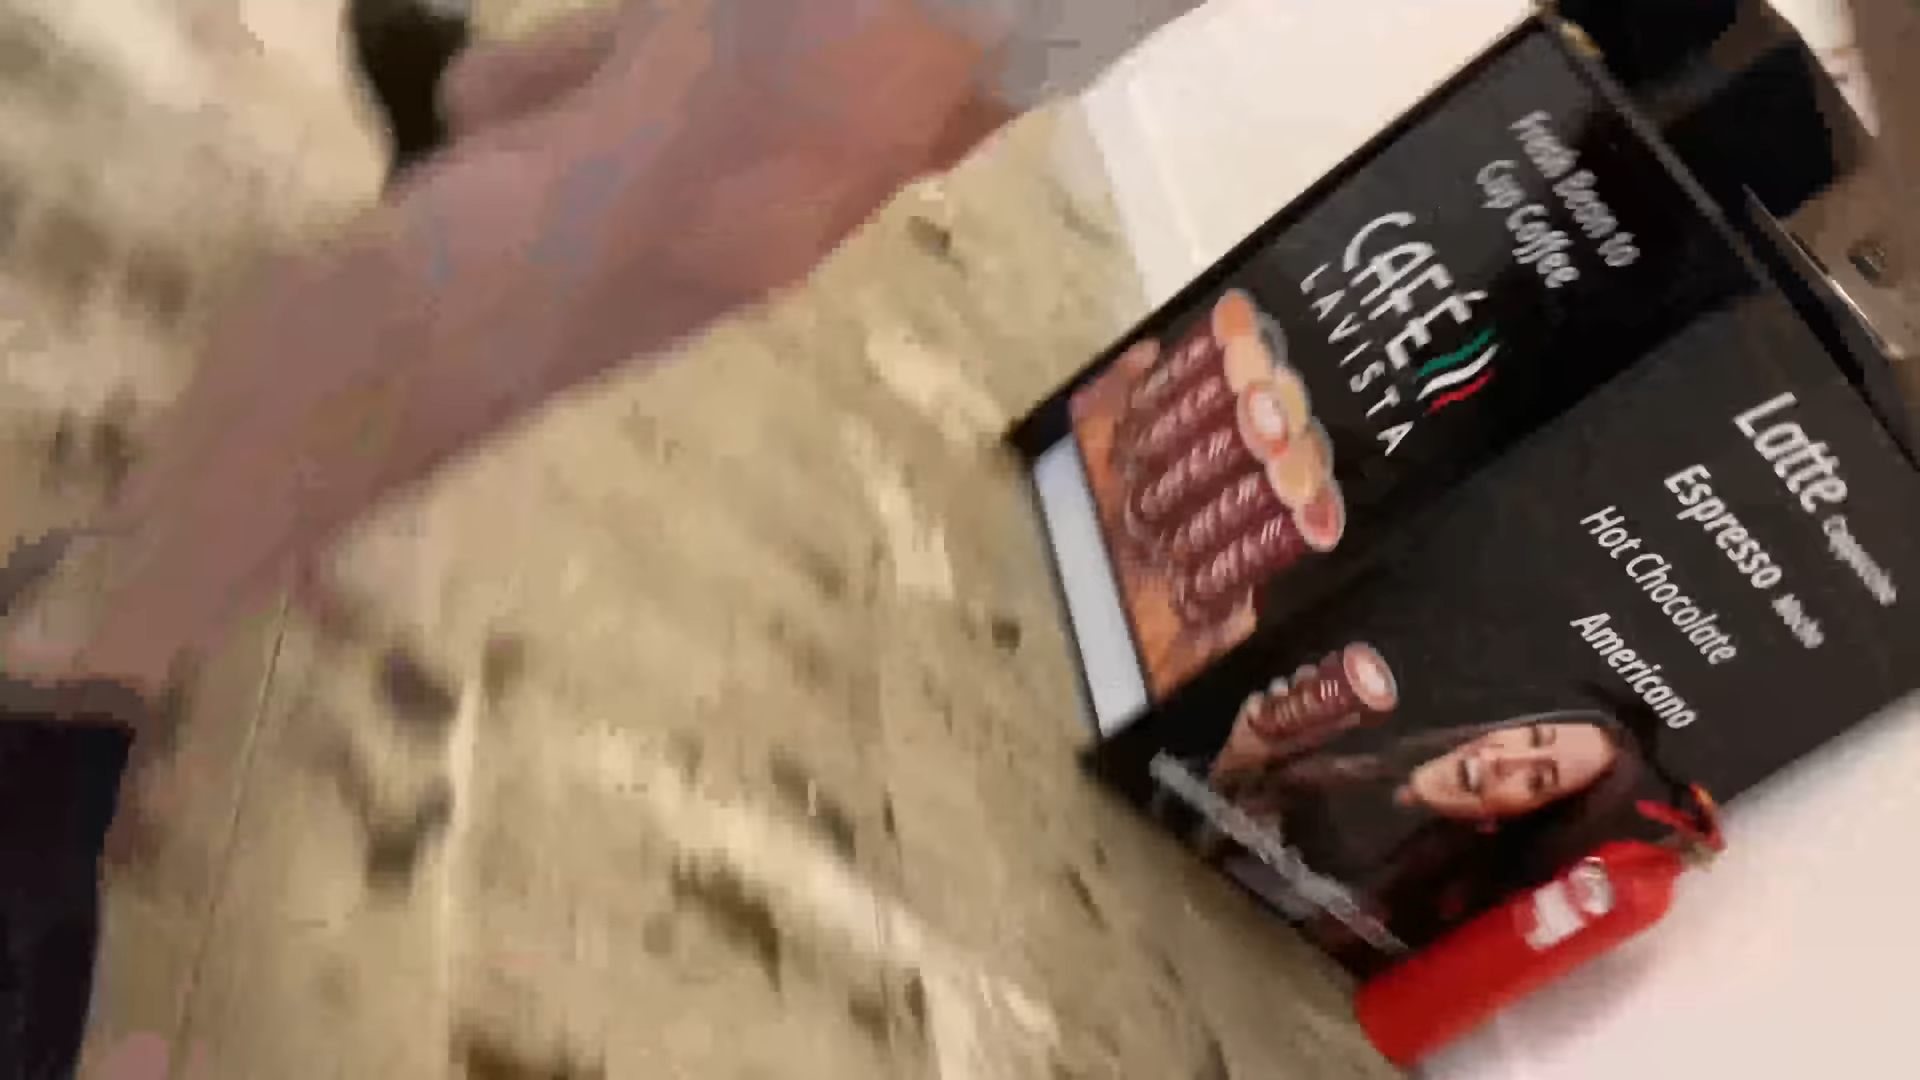 Fresh Bean to
Cup Coffee
CAFÉ
LAVISTA
Latte Cappuccino
Espresso Mocha
Hot Chocolate
Americano